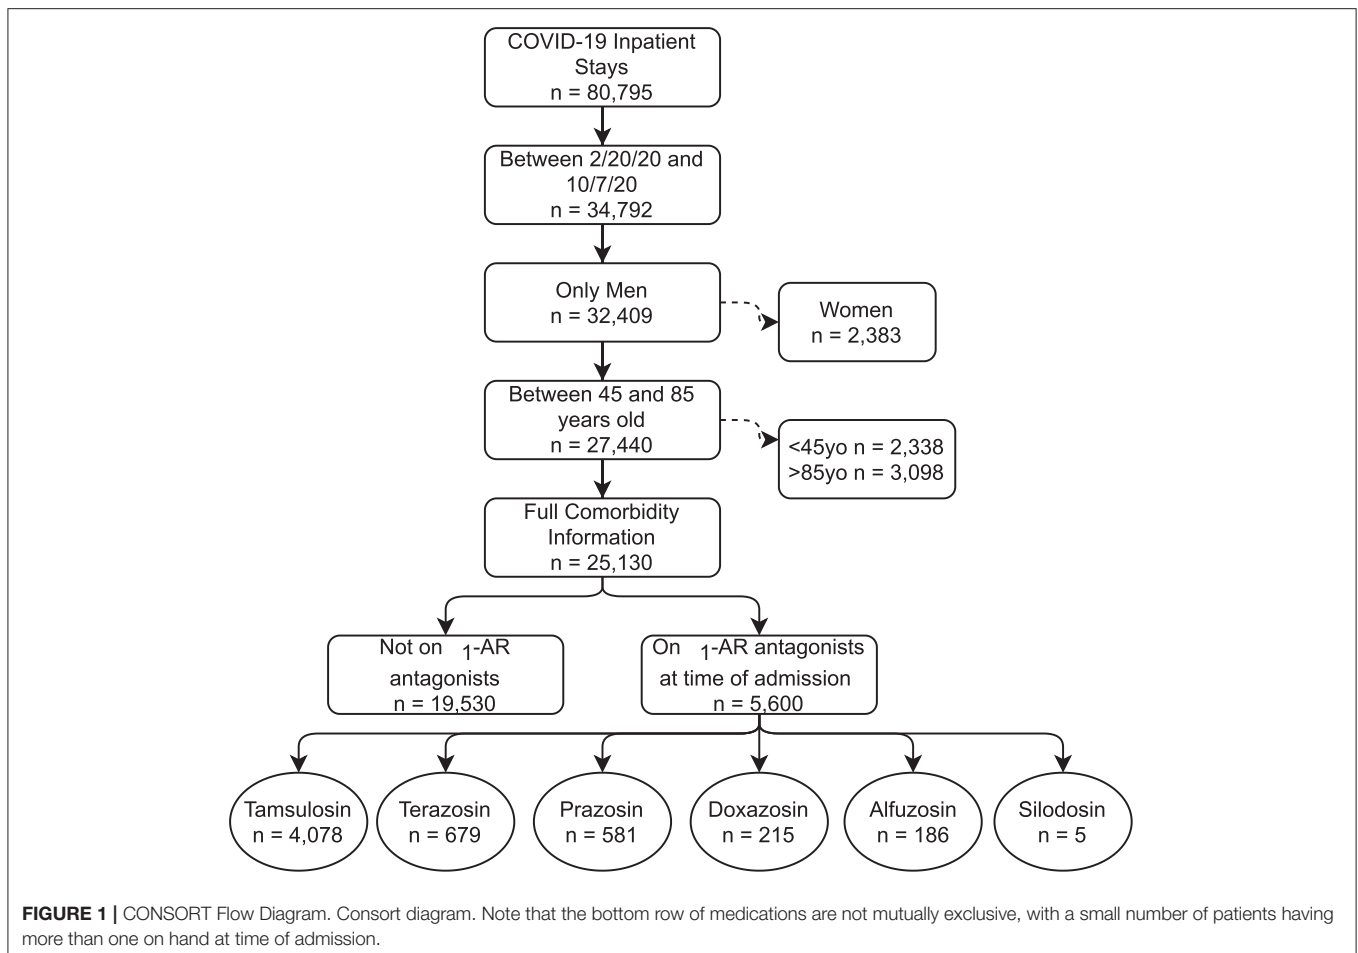 COVID-19 Inpatient
Stays
n = 80,795
Between 2/20/20 and
10/7/20
n = 34,792
Only Men
n = 32,409
Women
n = 2,383
Between 45 and 85
years old
n = 27,440
<45yo n = 2,338
>85yo n = 3,098
Full Comorbidity
Information
n = 25,130
Not on 1-AR
antagonists
n = 19,530
On 1-AR antagonists
at time of admission
n = 5,600
Tamsulosin
n = 4,078
Terazosin
n = 679
Prazosin
n = 581
Doxazosin
n = 215
Alfuzosin
n = 186
Silodosin
n = 5
FIGURE 1 | CONSORT Flow Diagram. Consort diagram. Note that the bottom row of medications are not mutually exclusive, with a small number of patients having
more than one on hand at time of admission.